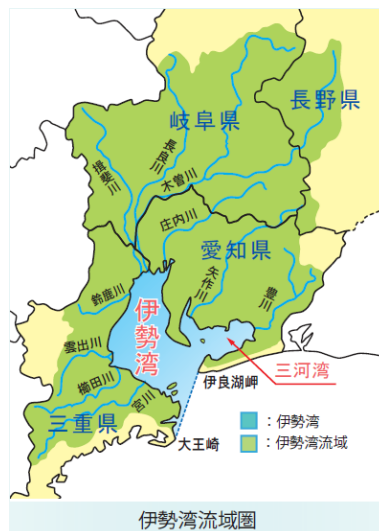 岐阜県
長野県
長良川
揖斐川
木曽川
庄内川
愛知県
矢作川
豊川
鈴鹿川
伊勢湾
雲出川
櫛田川
宮川
三重県
三河湾
伊良湖岬
大王崎
：伊勢湾
：伊勢湾流域
伊勢湾流域圏